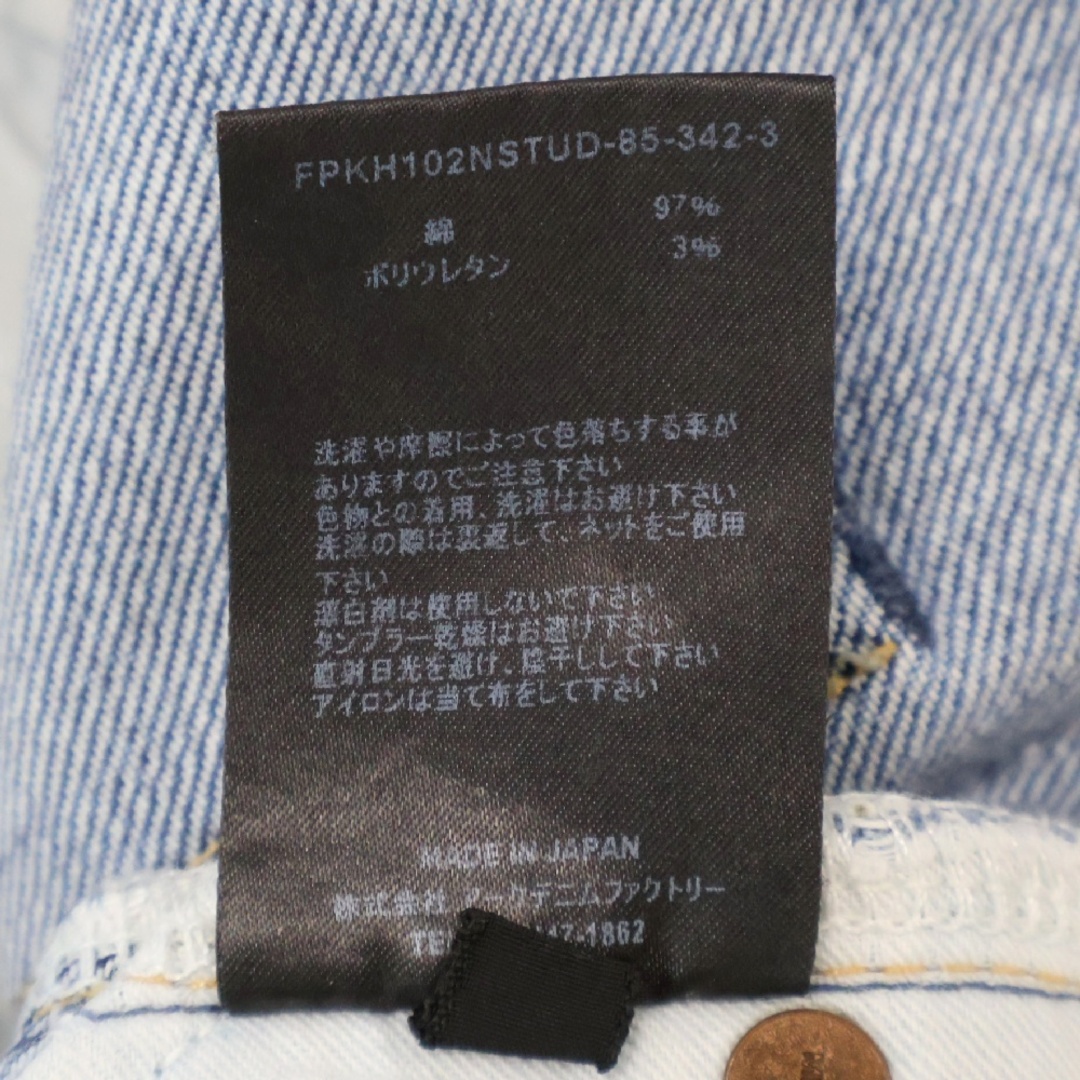 FPKH102NSTUD-85-342-3
綿 97%
ポリウレタン 3%
洗濯や摩擦によって色落ちする事が
ありますのでご注意下さい
色物との着用、洗濯はお避け下さい
洗濯の際は裏返して、ネットをご使用
下さい
漂白剤は使用しないで下さい
タンブラー乾燥はお避け下さい
直射日光を避け、陰干しして下さい
アイロンは当て布をして下さい
MADE IN JAPAN
株式会社 デニムファクトリー
1862